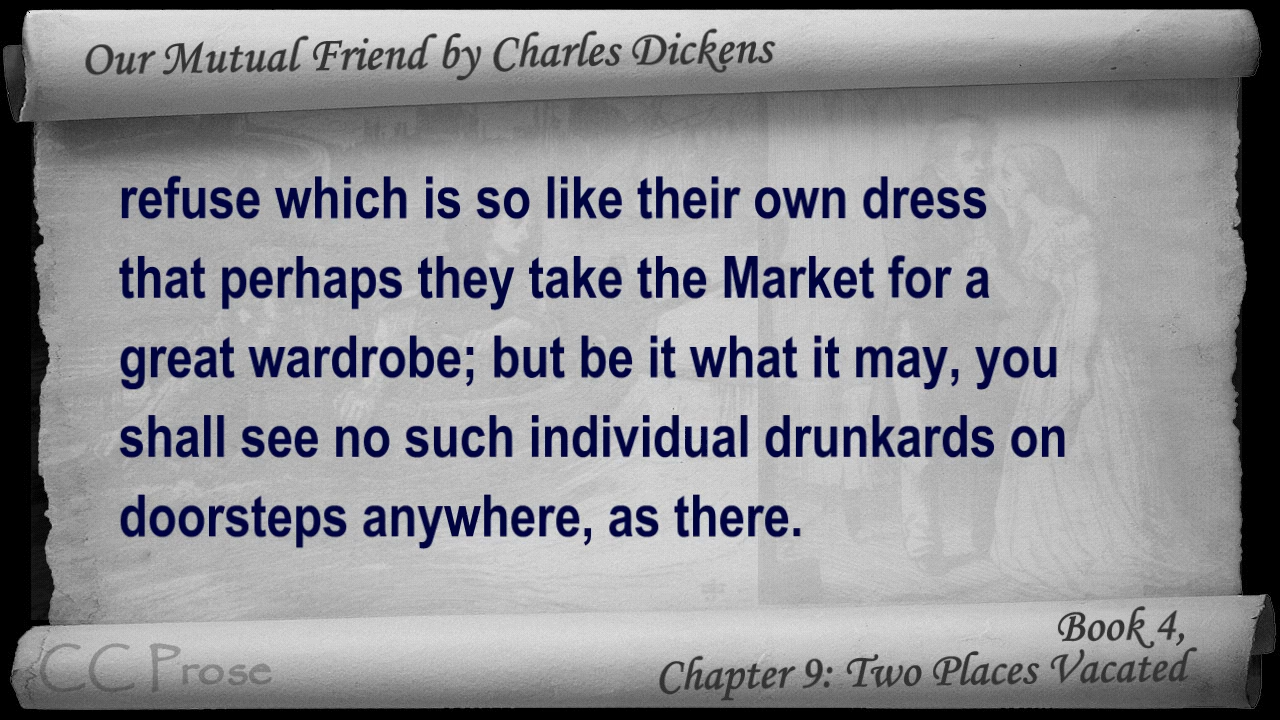 Our Mutual Friend by Charles Dickens
refuse which is so like their own dress
that perhaps they take the Market for a
great wardrobe; but be it what it may, you
shall see no such individual drunkards on
doorsteps anywhere, as there.
Book 4,
Chapter 9: Two Places Vacated
CC Prose